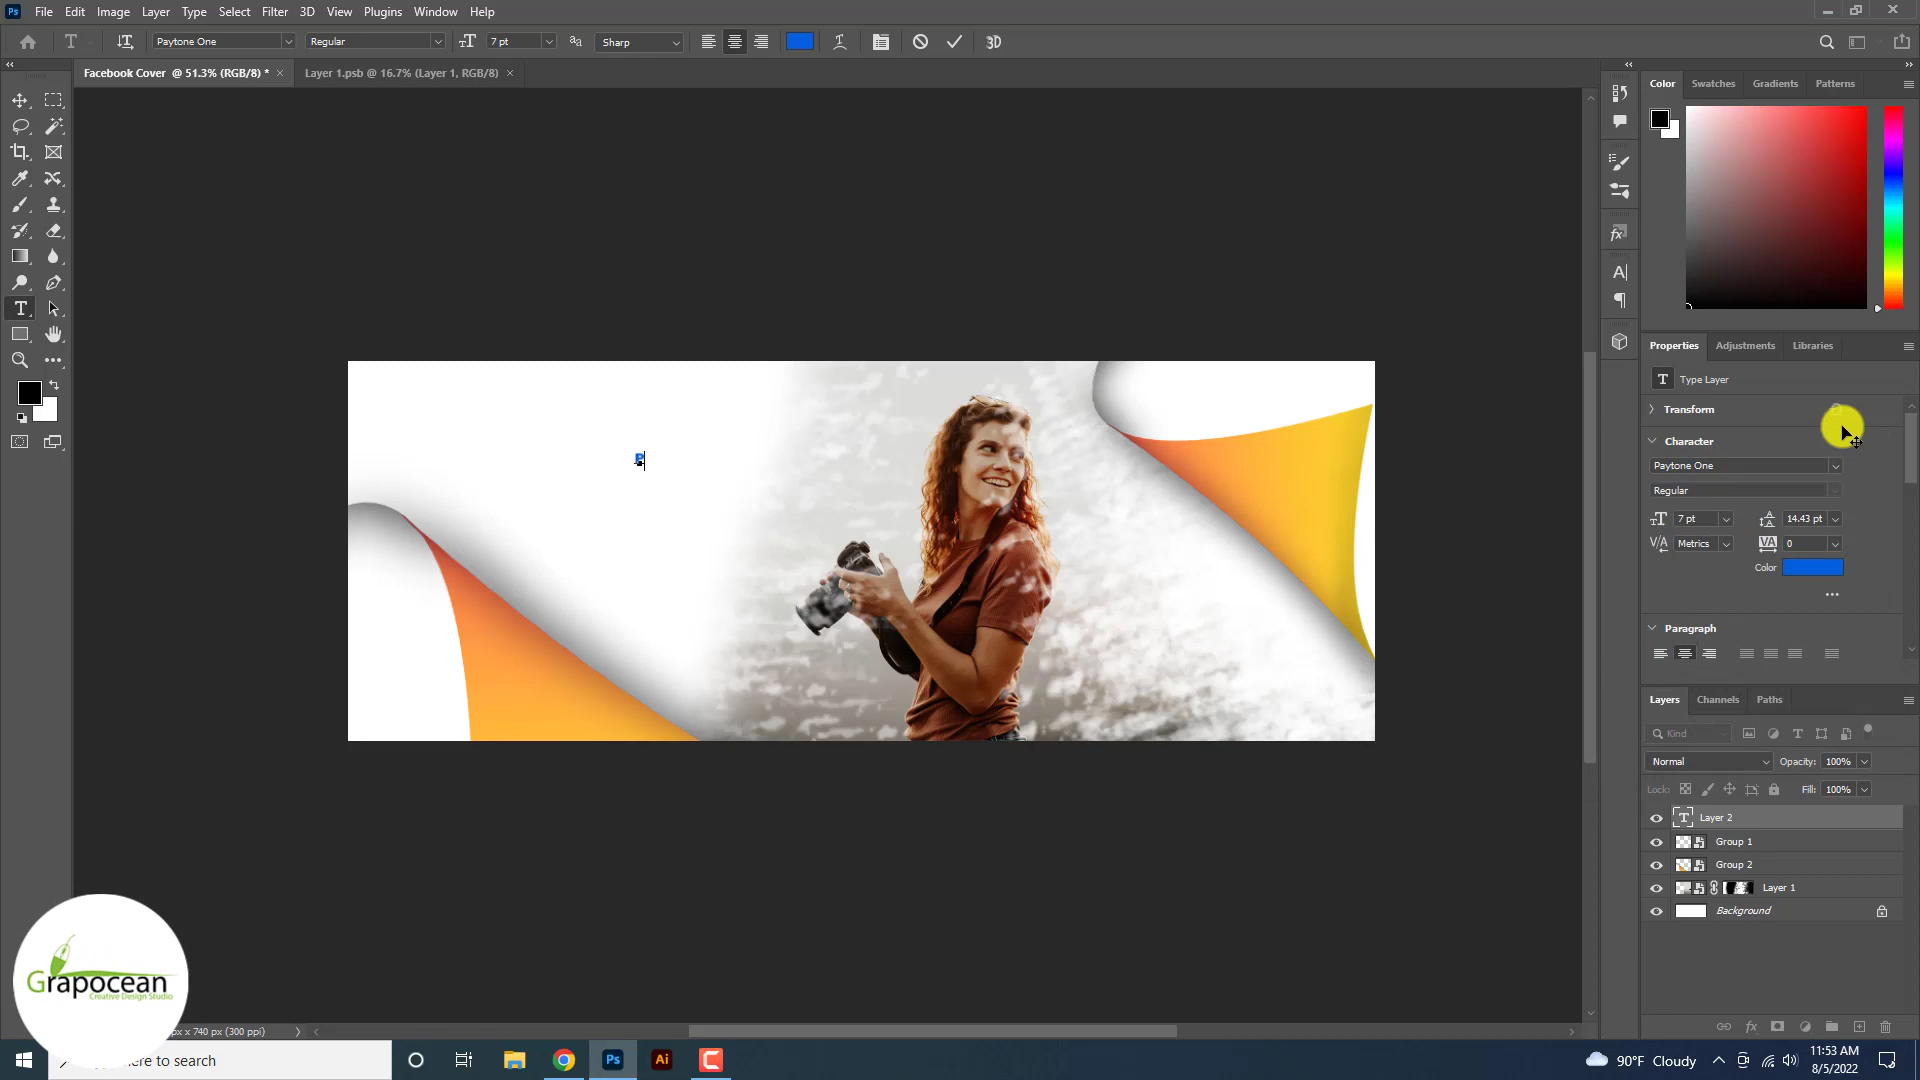 Ps File Edit Image Layer Type Select Filter 3D View Plugins Window Help
Paytone One Regular 7 pt Sharp 3D
Facebook Cover @ 51.3% (RGB/8) * × Layer 1.psb @ 16.7% (Layer 1, RGB/8) ×
Color Swatches Gradients Patterns
Properties Adjustments Libraries
T Type Layer
Transform
Character
Paytone One
Regular
7 pt 14.43 pt
Metrics 0
Color
Paragraph
P
Layers Channels Paths
Kind
Normal Opacity: 100%
Lock: Fill: 100%
T Layer 2
Group 1
Group 2
Layer 1
Background
Grapocean
Creative Design Studio
px x 740 px (300 ppi)
here to search
Ps Ai
90°F Cloudy
11:53 AM
8/5/2022